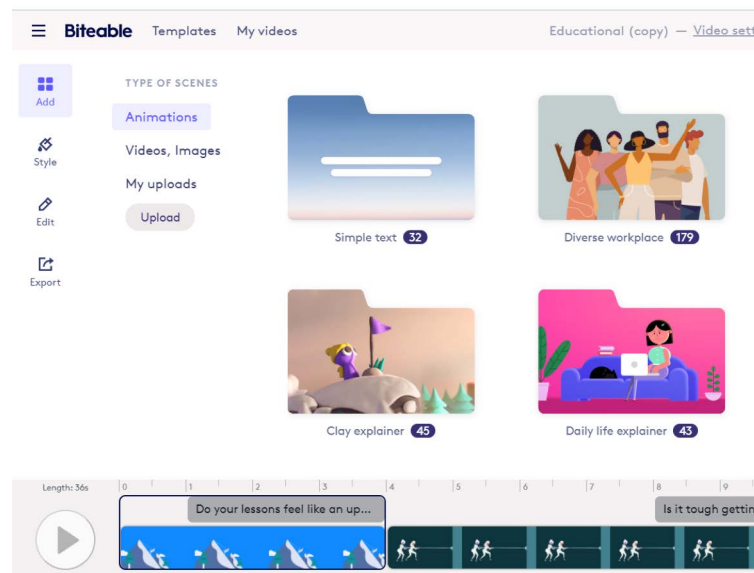 Biteable Templates My videos Educational (copy) — Video sett
Add
Style
Edit
Export
TYPE OF SCENES
Animations
Videos, Images
My uploads
Upload
Simple text 32
Diverse workplace 179
Clay explainer 45
Daily life explainer 43
Length: 36s 0 1 2 3 4 5 6 7 8 9
Do your lessons feel like an up...
Is it tough gettin